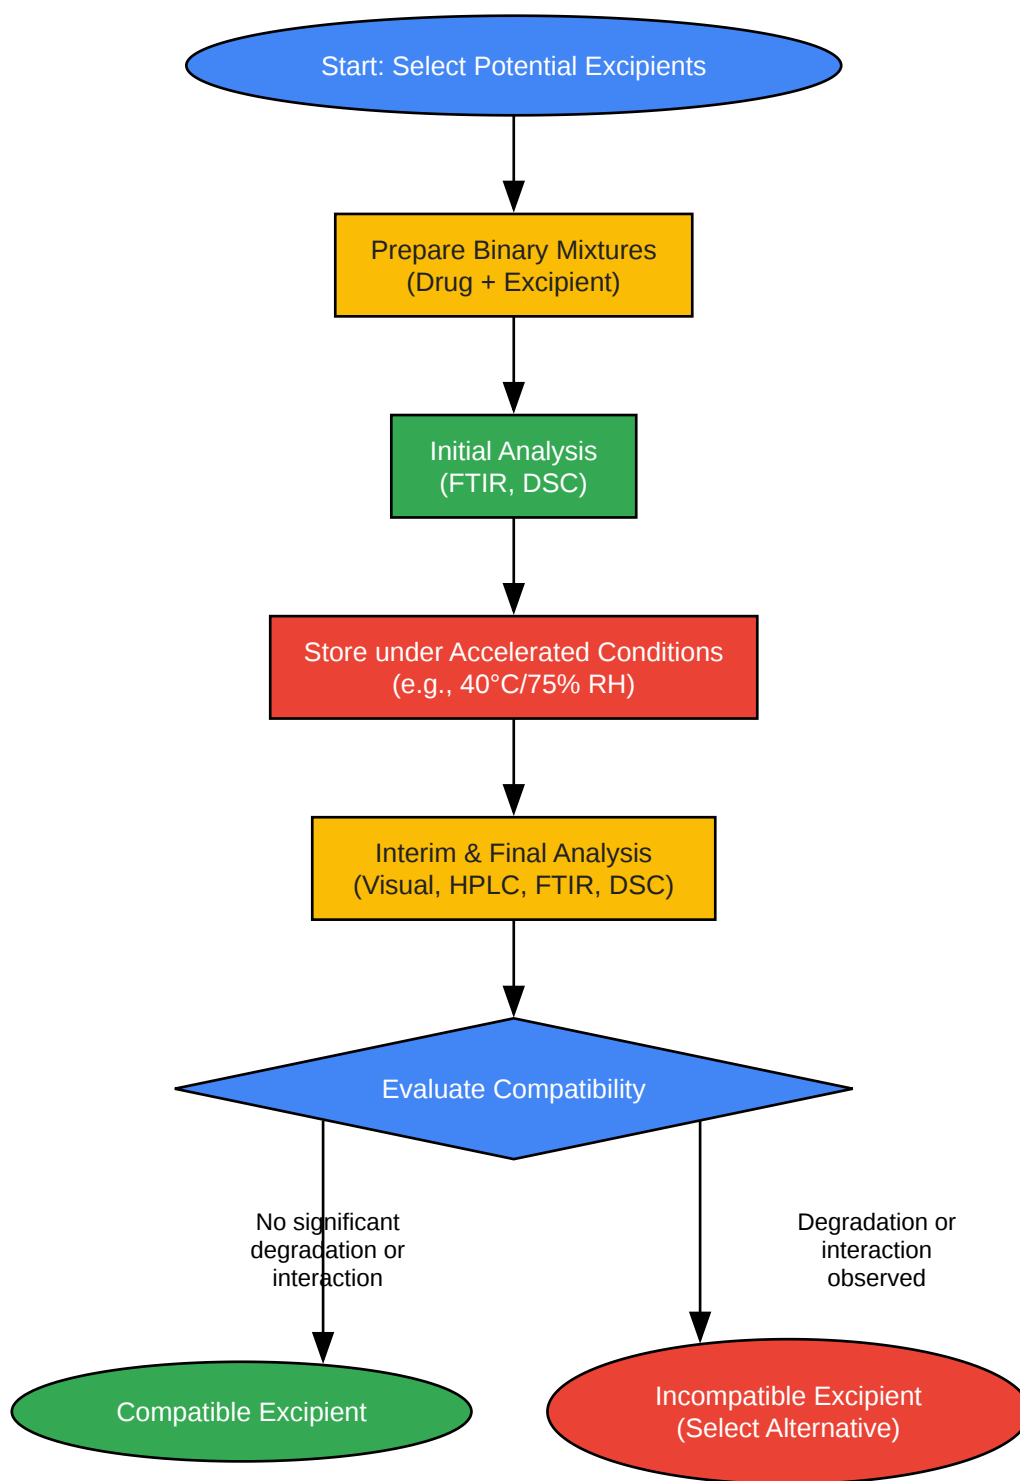 Start: Select Potential Excipients
Prepare Binary Mixtures
(Drug + Excipient)
Initial Analysis
(FTIR, DSC)
Store under Accelerated Conditions
(e.g., 40°C/75% RH)
Interim & Final Analysis
(Visual, HPLC, FTIR, DSC)
Evaluate Compatibility
No significant
degradation or
interaction
Degradation or
interaction
observed
Compatible Excipient
Incompatible Excipient
(Select Alternative)